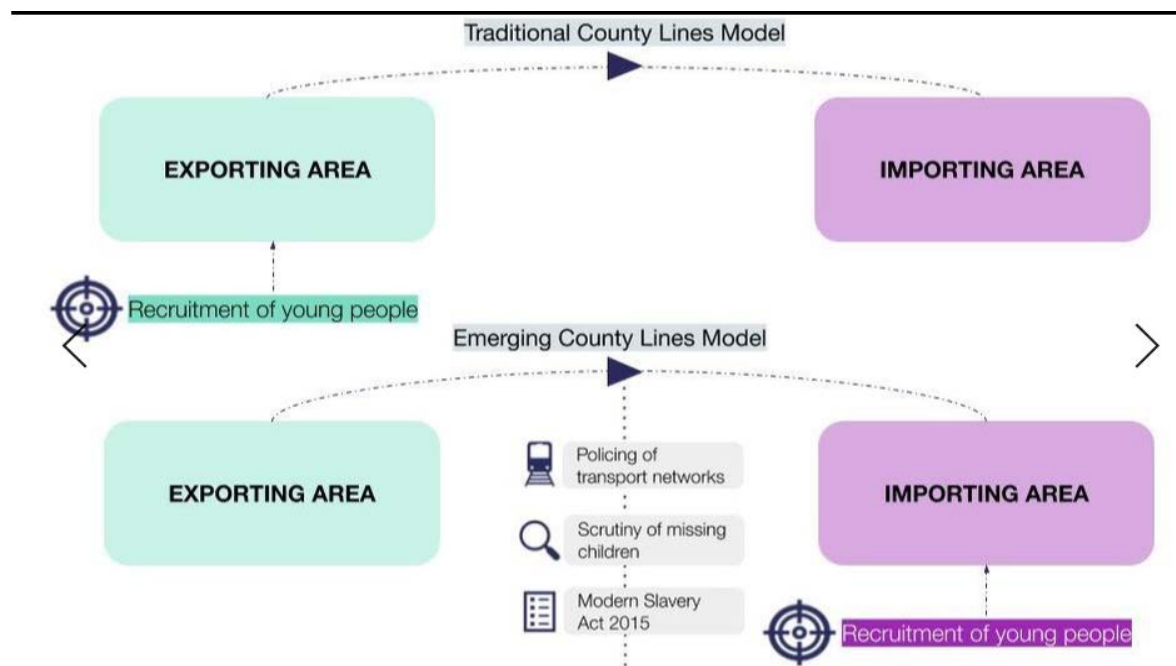 Traditional County Lines Model
EXPORTING AREA
IMPORTING AREA
Recruitment of young people
Emerging County Lines Model
EXPORTING AREA
Policing of
transport networks
Scrutiny of missing
children
Modern Slavery
Act 2015
IMPORTING AREA
Recruitment of young people